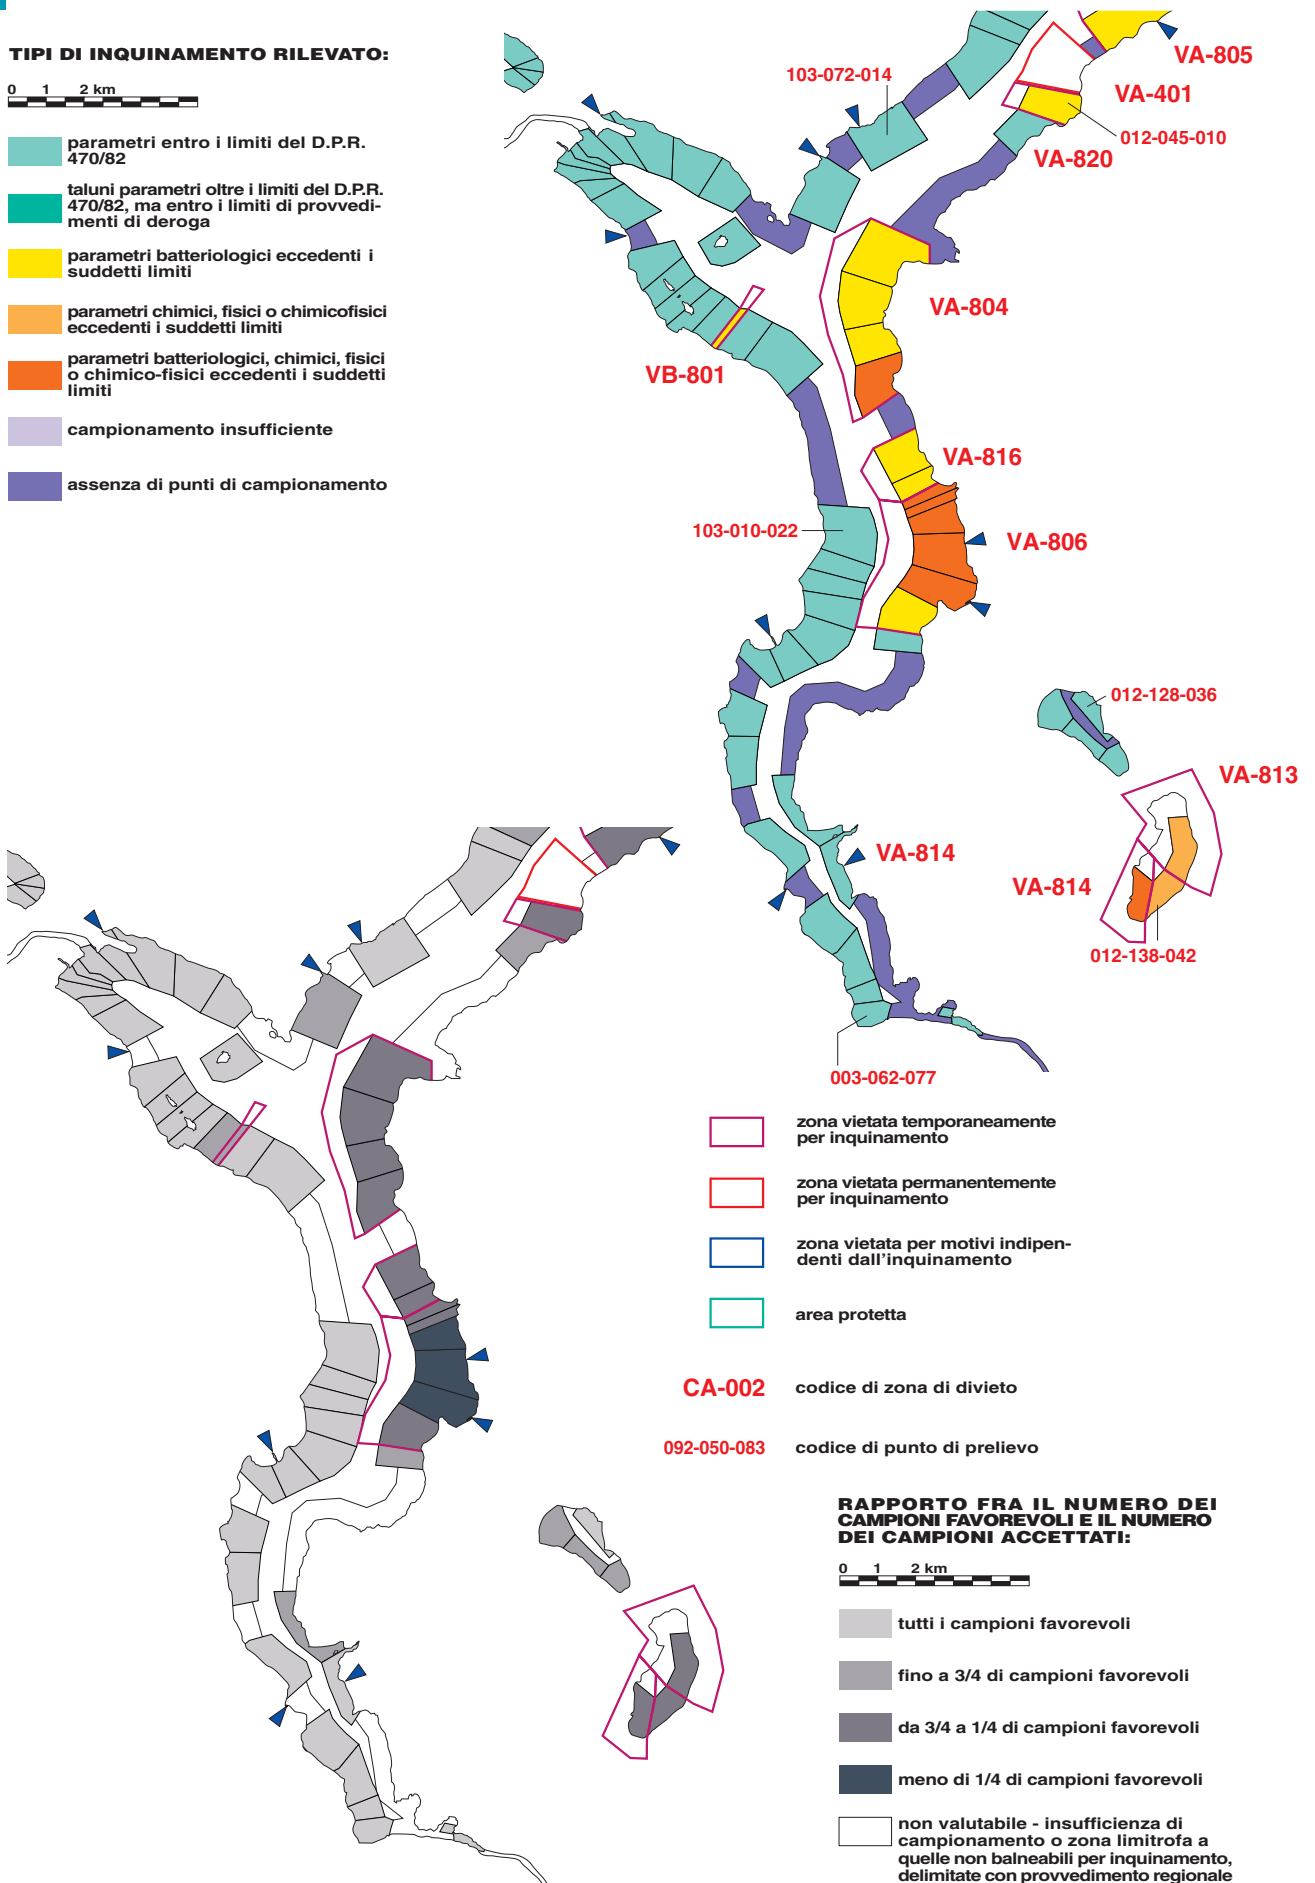 TIPI DI INQUINAMENTO RILEVATO:
0 1 2 km
parametri entro i limiti del D.P.R.
470/82
taluni parametri oltre i limiti del D.P.R.
470/82, ma entro i limiti di provvedi-
menti di deroga
parametri batteriologici eccedenti i
suddetti limiti
parametri chimici, fisici o chimicofisici
eccedenti i suddetti limiti
parametri batteriologici, chimici, fisici
o chimico-fisici eccedenti i suddetti
limiti
campionamento insufficiente
assenza di punti di campionamento
VA-805
103-072-014
VA-401
012-045-010
VA-820
VA-804
VB-801
VA-816
103-010-022
VA-806
012-128-036
VA-813
VA-814
VA-814
012-138-042
003-062-077
zona vietata temporaneamente
per inquinamento
zona vietata permanentemente
per inquinamento
zona vietata per motivi indipen-
denti dall'inquinamento
area protetta
CA-002 codice di zona di divieto
092-050-083 codice di punto di prelievo
RAPPORTO FRA IL NUMERO DEI
CAMPIONI FAVOREVOLI E IL NUMERO
DEI CAMPIONI ACCETTATI:
0 1 2 km
tutti i campioni favorevoli
fino a 3/4 di campioni favorevoli
da 3/4 a 1/4 di campioni favorevoli
meno di 1/4 di campioni favorevoli
non valutabile - insufficienza di
campionamento o zona limitrofa a
quelle non balneabili per inquinamento,
delimitate con provvedimento regionale